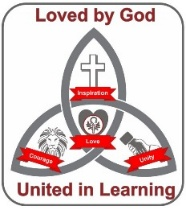 Loved by God
Inspiration
Love
Courage
Unity
United in Learning